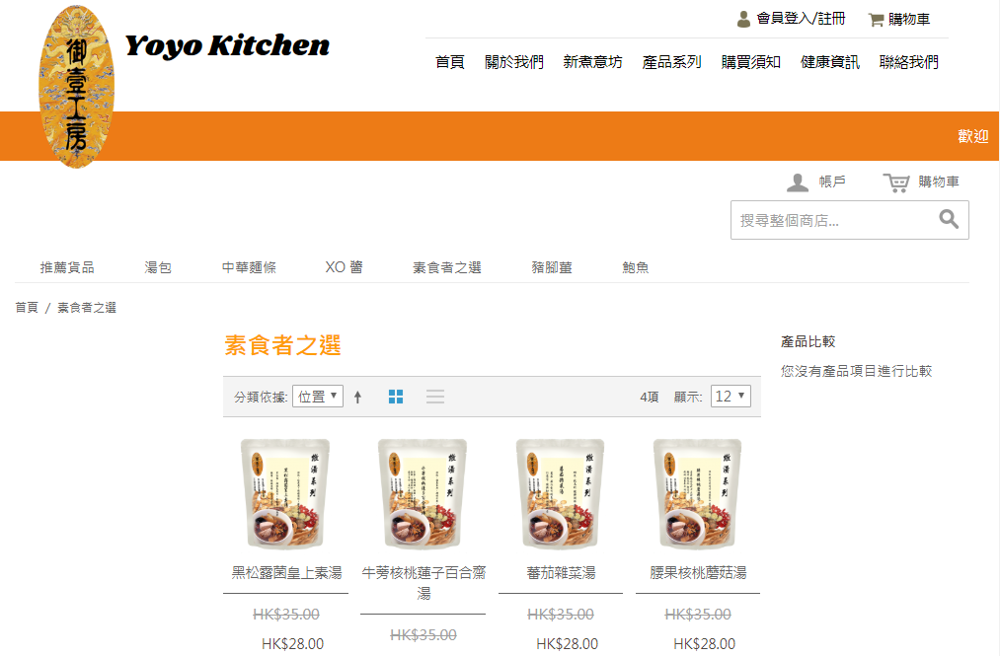 會員登入/註冊 購物車
御壹工房
Yoyo Kitchen
首頁 關於我們 新煮意坊 產品系列 購買須知 健康資訊 聯絡我們
歡迎
帳戶 購物車
搜尋整個商店...
推薦貨品 湯包 中華麵條 XO 醬 素食者之選 豬腳薑 鮑魚
首頁 / 素食者之選
素食者之選
產品比較
您沒有產品項目進行比較
分類依據: 位置 4項 顯示: 12
黑松露菌皇上素湯
HK$35.00
HK$28.00
牛蒡核桃蓮子百合齋
湯
HK$35.00
蕃茄雜菜湯
HK$35.00
HK$28.00
腰果核桃蘑菇湯
HK$35.00
HK$28.00